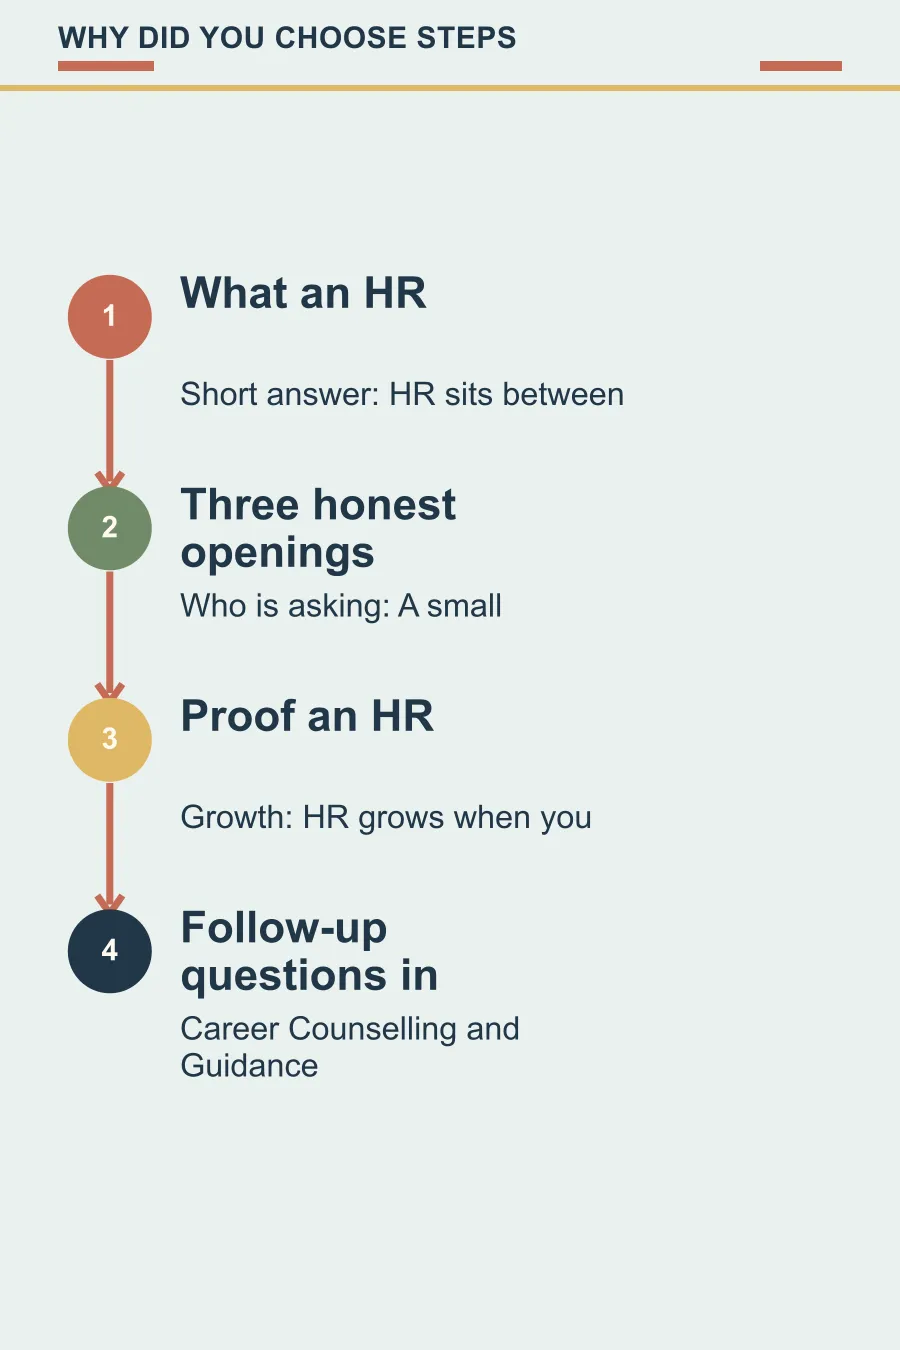 WHY DID YOU CHOOSE STEPS
1
What an HR
Short answer: HR sits between
2
Three honest
openings
Who is asking: A small
3
Proof an HR
Growth: HR grows when you
4
Follow-up
questions in
Career Counselling and
Guidance